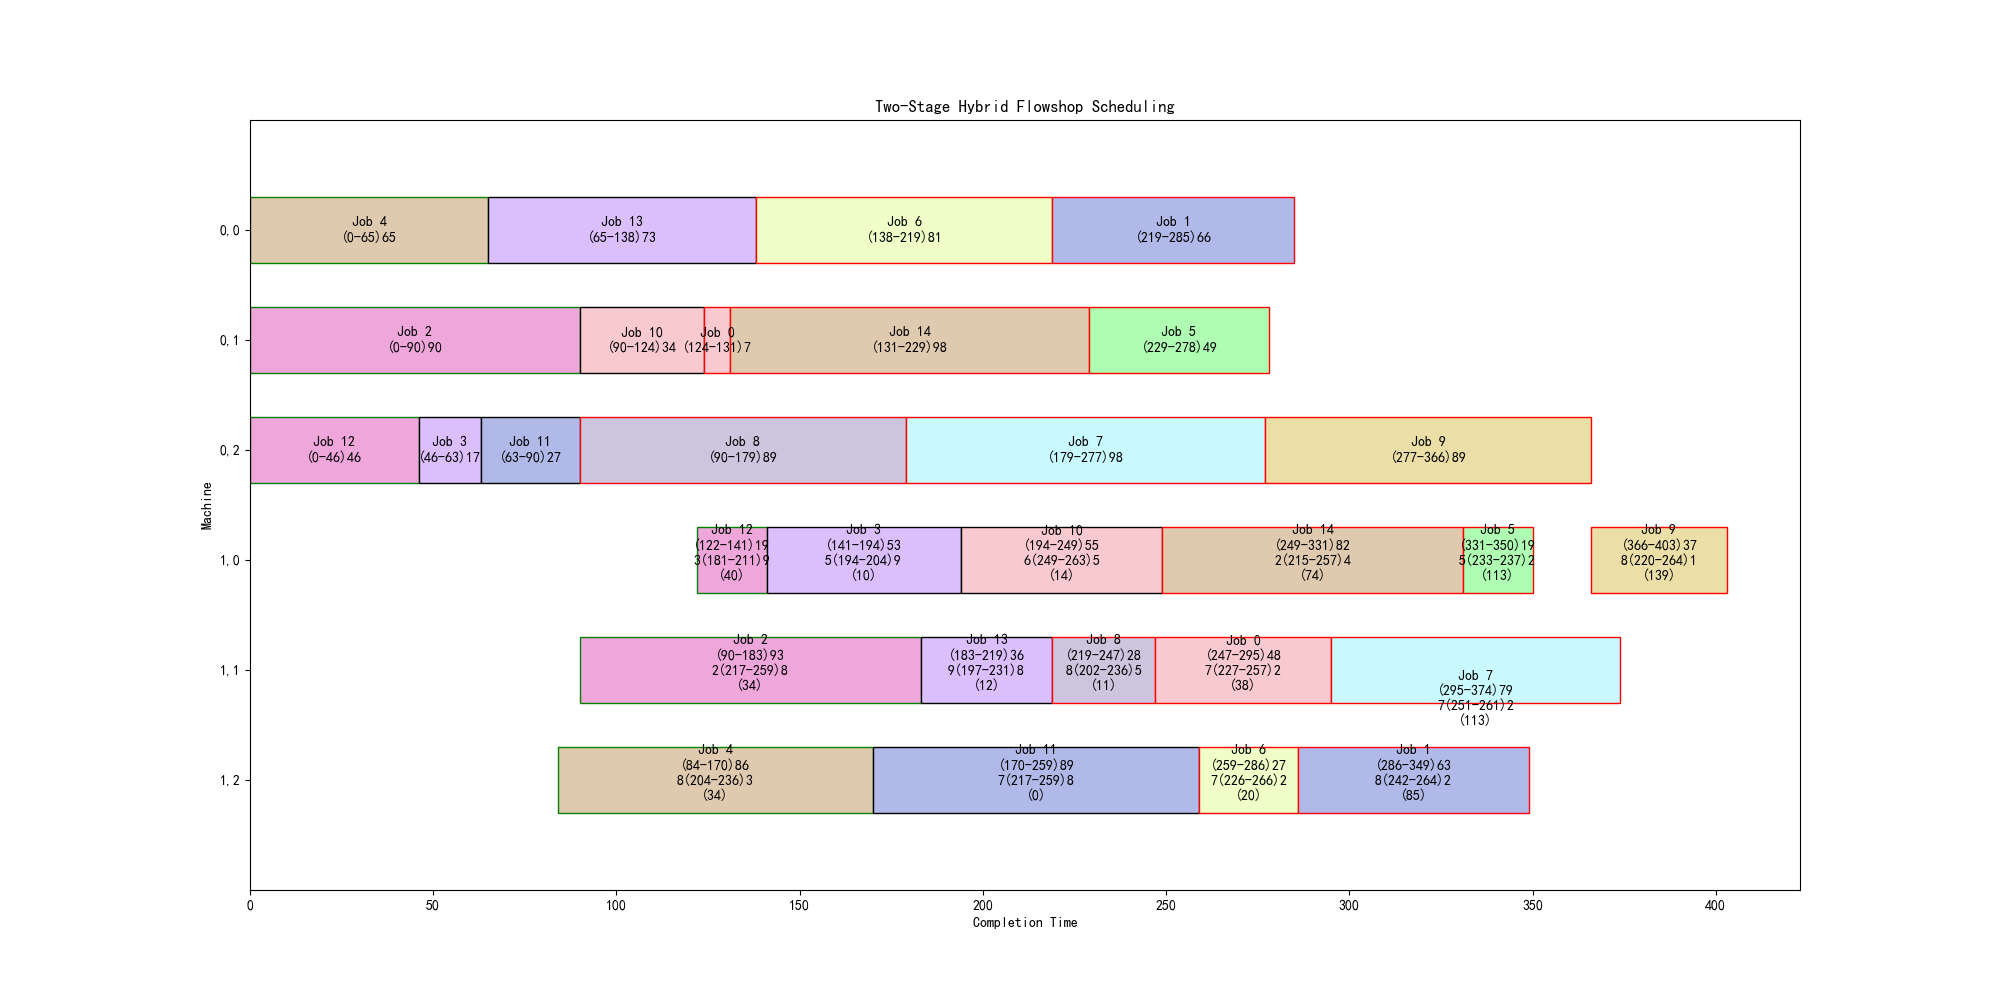 Two-Stage Hybrid Flowshop Scheduling
Machine
0,0
Job 4
(0-65)65
Job 13
(65-138)73
Job 6
(138-219)81
Job 1
(219-285)66
0,1
Job 2
(0-90)90
Job 10
(90-124)34
Job 0
(124-131)7
Job 14
(131-229)98
Job 5
(229-278)49
0,2
Job 12
(0-46)46
Job 3
(46-63)17
Job 11
(63-90)27
Job 8
(90-179)89
Job 7
(179-277)98
Job 9
(277-366)89
1,0
Job 12
(122-141)19
3(181-211)9
(40)
Job 3
(141-194)53
5(194-204)9
(10)
Job 10
(194-249)55
6(249-263)5
(14)
Job 14
(249-331)82
2(215-257)4
(74)
Job 5
(331-350)19
5(233-237)2
(113)
Job 9
(366-403)37
8(220-264)1
(139)
1,1
Job 2
(90-183)93
2(217-259)8
(34)
Job 13
(183-219)36
9(197-231)8
(12)
Job 8
(219-247)28
8(202-236)5
(11)
Job 0
(247-295)48
7(227-257)2
(38)
Job 7
(295-374)79
7(251-261)2
(113)
1,2
Job 4
(84-170)86
8(204-236)3
(34)
Job 11
(170-259)89
7(217-259)8
(0)
Job 6
(259-286)27
7(226-266)2
(20)
Job 1
(286-349)63
8(242-264)2
(85)
0
50
100
150
200
250
300
350
400
Completion Time